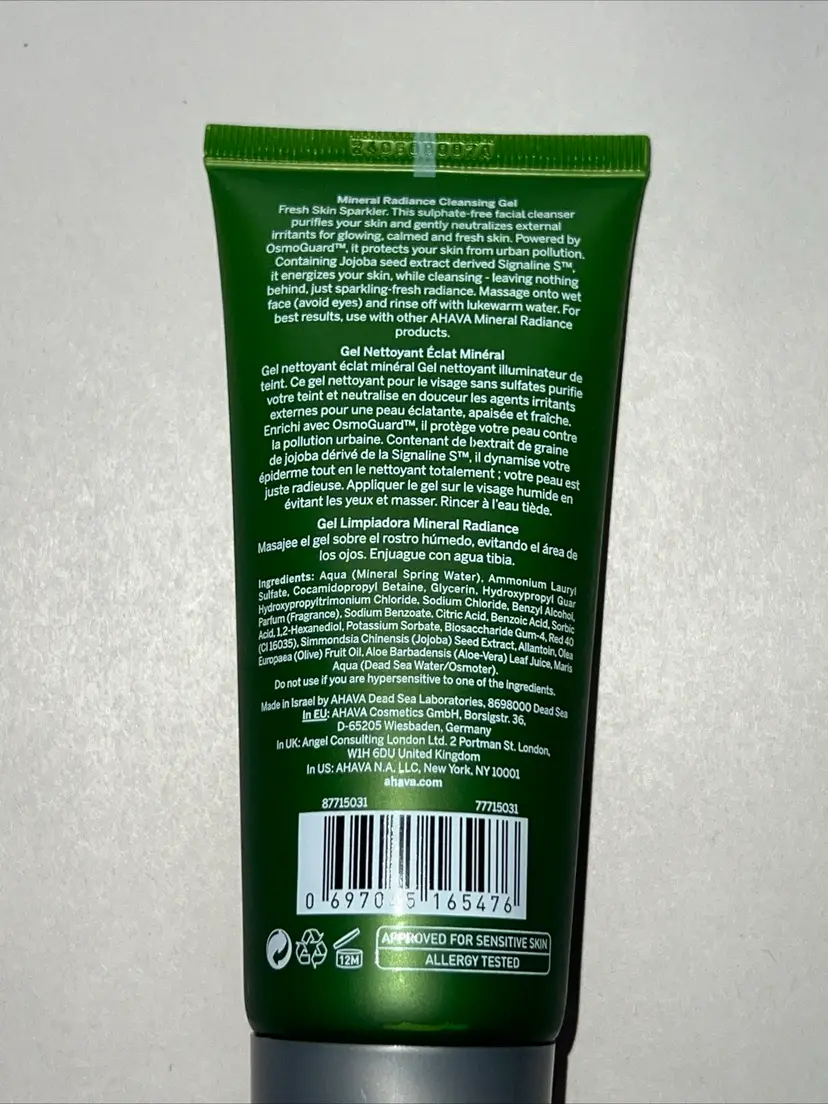 Mineral Radiance Cleansing Gel
Fresh Skin Sparkler. This sulphate-free facial cleanser
purifies your skin and gently neutralizes external
irritants for glowing, calmed and fresh skin. Powered by
OsmoGuard™, it protects your skin from urban pollution.
Containing Jojoba seed extract derived Signaline S™,
it energizes your skin, while cleansing - leaving nothing
behind, just sparkling-fresh radiance. Massage onto wet
face (avoid eyes) and rinse off with lukewarm water. For
best results, use with other AHAVA Mineral Radiance
products.
Gel Nettoyant Éclat Minéral
Gel nettoyant éclat minéral Gel nettoyant illuminateur de
teint. Ce gel nettoyant pour le visage sans sulfates purifie
votre teint et neutralise en douceur les agents irritants
externes pour une peau éclatante, apaisée et fraîche.
Enrichi avec OsmoGuard™, il protège votre peau contre
la pollution urbaine. Contenant de extrait de graine
de jojoba dérivé de la Signaline S™, il dynamise votre
épiderme tout en le nettoyant totalement ; votre peau est
juste radieuse. Appliquer le gel sur le visage humide en
évitant les yeux et masser. Rincer à l'eau tiède.
Gel Limpiadora Mineral Radiance
Masajee el gel sobre el rostro húmedo, evitando el área de
los ojos. Enjuague con agua tibia.
Ingredients: Aqua (Mineral Spring Water), Ammonium Lauryl
Sulfate, Cocamidopropyl Betaine, Glycerin, Hydroxypropyl Guar
Hydroxypropyltrimonium Chloride, Sodium Chloride, Benzyl Alcohol,
Parfum (Fragrance), Sodium Benzoate, Citric Acid, Benzoic Acid, Sorbic
Acid, 1,2-Hexanediol, Potassium Sorbate, Biosaccharide Gum-4, Red 40
(CI 16035), Simmondsia Chinensis (Jojoba) Seed Extract, Allantoin, Olea
Europaea (Olive) Fruit Oil, Aloe Barbadensis (Aloe-Vera) Leaf Juice, Maris
Aqua (Dead Sea Water/Osmoter).
Do not use if you are hypersensitive to one of the ingredients.
Made in Israel by AHAVA Dead Sea Laboratories, 8698000 Dead Sea
In EU: AHAVA Cosmetics GmbH, Borsigstr. 36,
D-65205 Wiesbaden, Germany
In UK: Angel Consulting London Ltd. 2 Portman St. London,
W1H 6DU United Kingdom
In US: AHAVA N.A. LLC, New York, NY 10001
ahava.com
87715031 77715031
0 165476
12M
APPROVED FOR SENSITIVE SKIN
ALLERGY TESTED